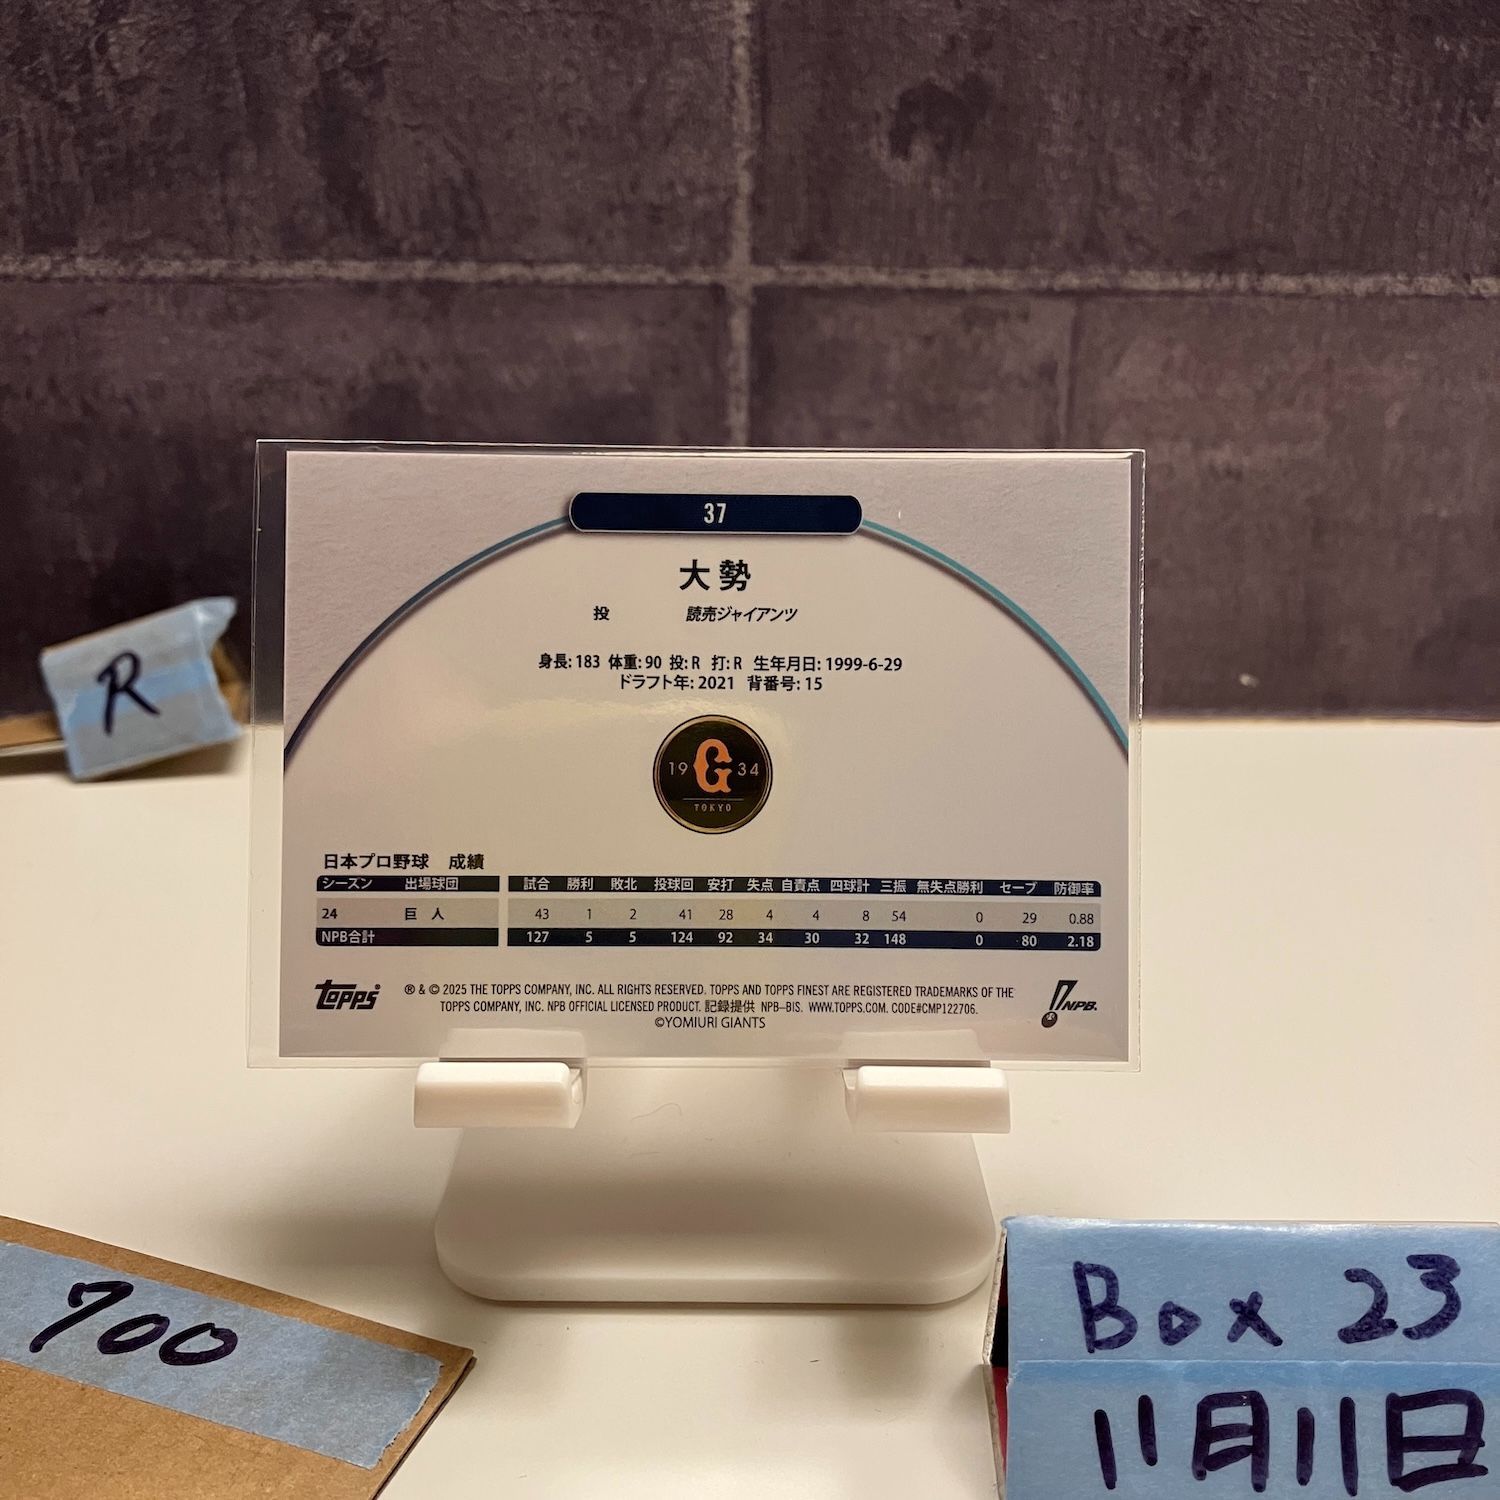 37
大勢
投 読売ジャイアンツ
身長: 183 体重: 90 投: R 打: R 生年月日: 1999-6-29
ドラフト年: 2021 背番号: 15
19 G 34
TOKYO
日本プロ野球 成績
シーズン 出場球団 試合 勝利 敗北 投球回 安打 失点 自責点 四球計 三振 無失点勝利 セーブ 防御率
24 巨人 43 1 2 41 28 4 4 8 54 0 29 0.88
NPB合計 127 5 5 124 92 34 30 32 148 0 80 2.18
topps ® & © 2025 THE TOPPS COMPANY, INC. ALL RIGHTS RESERVED. TOPPS AND TOPPS FINEST ARE REGISTERED TRADEMARKS OF THE
TOPPS COMPANY, INC. NPB OFFICIAL LICENSED PRODUCT. 記録提供 NPB–BIS. WWW.TOPPS.COM. CODE#CMP122706.
©YOMIURI GIANTS
NPB.
R
700
Box 23
11月11日